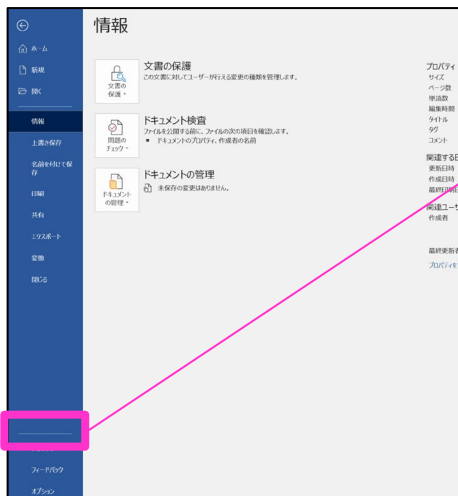 情報
ホーム
新規
開く
情報
上書き保存
名前を付けて保
存
印刷
共有
エクスポート
変換
閉じる
フィードバック
オプション
文書の
保護
文書の保護
この文書に対してユーザーが行える変更の種類を管理します。
問題の
チェック
ドキュメント検査
ファイルを公開する前に、ファイルの次の項目を確認します。
■ ドキュメントのプロパティ、作成者の名前
ドキュメント
の管理
ドキュメントの管理
未保存の変更はありません。
プロパティ
サイズ
ページ数
単語数
編集時間
タイトル
タグ
コメント
関連する日
更新日時
作成日時
最終印刷日
関連ユーザ
作成者
最終更新者
プロパティを